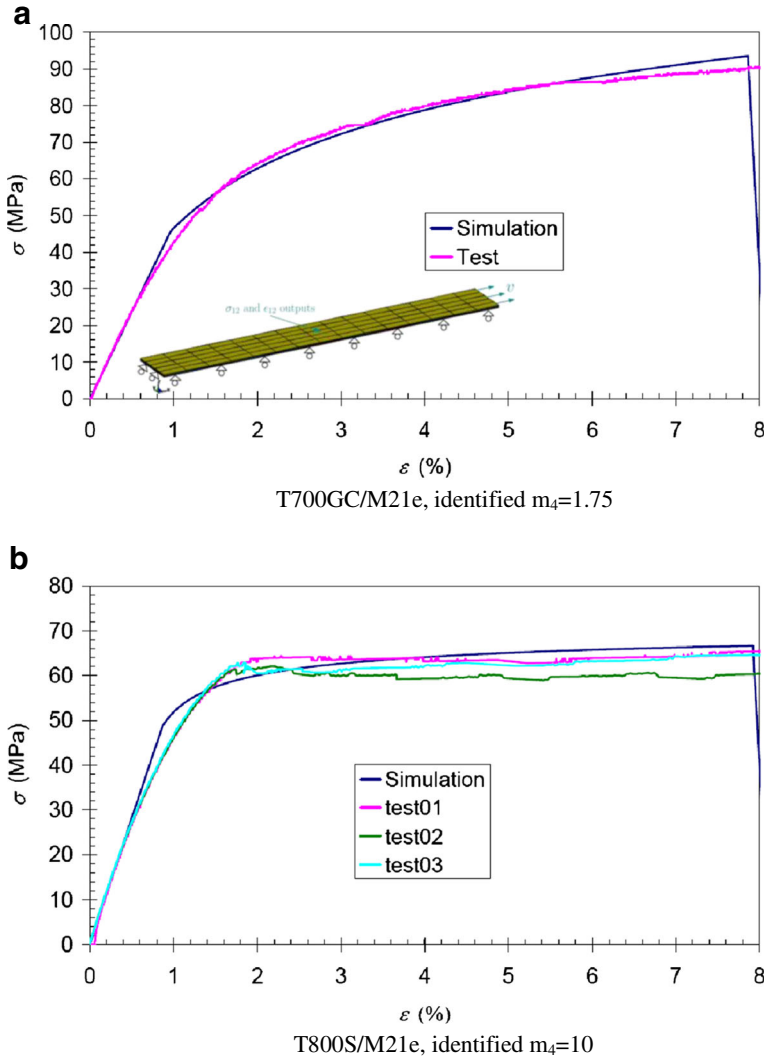 a
100
90
80
70
60
50
40
30
20
10
0
σ (MPa)
Simulation
Test
σ12 and ϵ12 outputs
v
0 1 2 3 4 5 6 7 8
ε (%)
T700GC/M21e, identified m₄=1.75
b
80
70
60
50
40
30
20
10
0
σ (MPa)
Simulation
test01
test02
test03
0 1 2 3 4 5 6 7 8
ε (%)
T800S/M21e, identified m₄=10